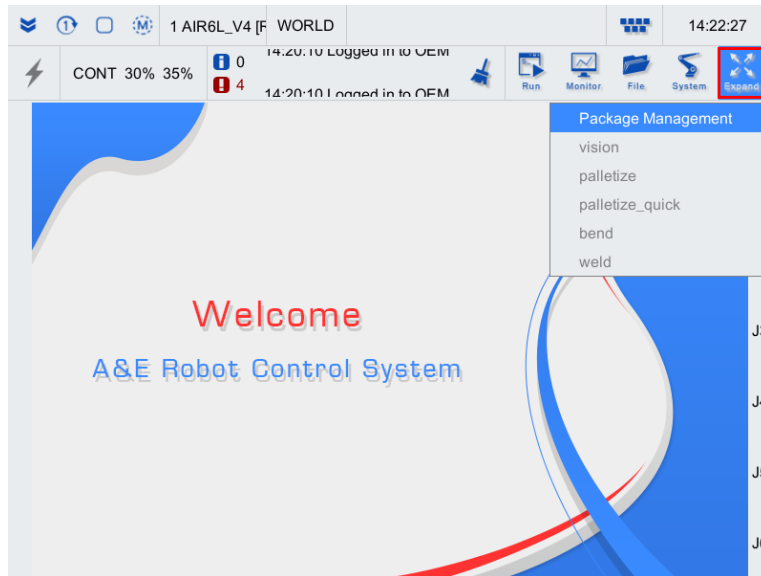 1 AIR6L_V4 [F WORLD 14:22:27
CONT 30% 35%
0
4
14:20:10 Logged in to OEM
14:20:10 Logged in to OEM
Run Monitor File System Expand
Package Management
vision
palletize
palletize_quick
bend
weld
Welcome
A&E Robot Control System
J4